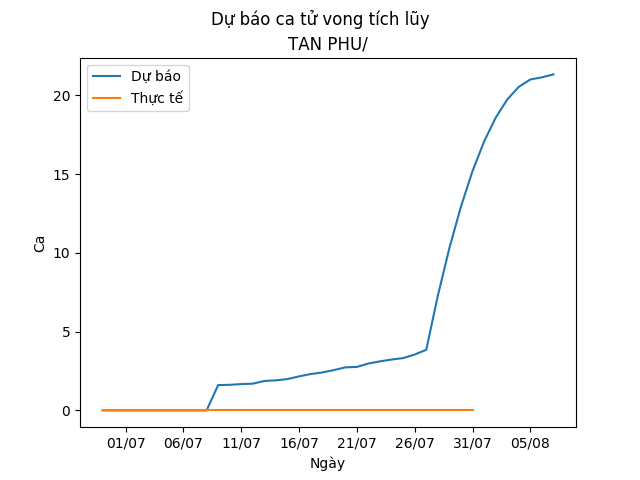 Dự báo ca tử vong tích lũy
TAN PHU/
Dự báo
Thực tế
20
15
10
5
0
Ca
01/07 06/07 11/07 16/07 21/07 26/07 31/07 05/08
Ngày